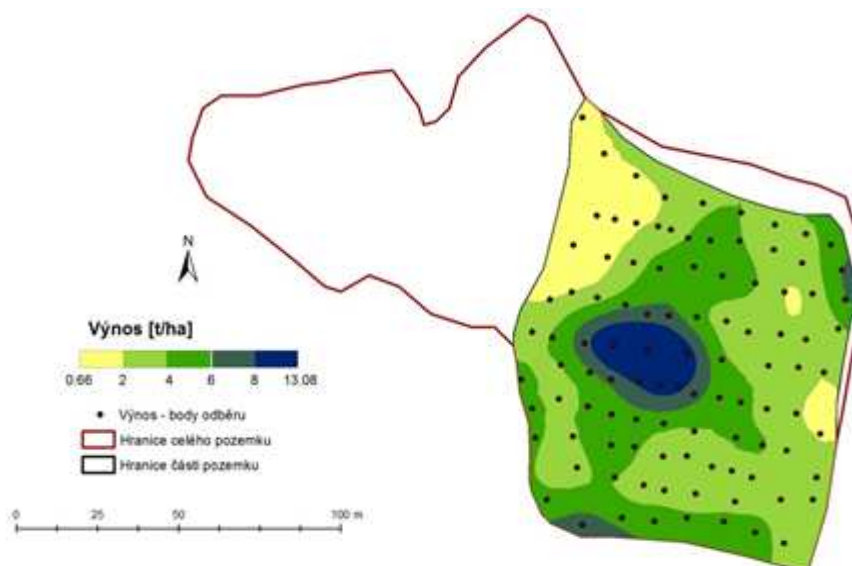 N
Výnos [t/ha]
0.66 2 4 6 8 13.08
Výnos - body odběru
Hranice celého pozemku
Hranice části pozemku
0 25 50 100 m